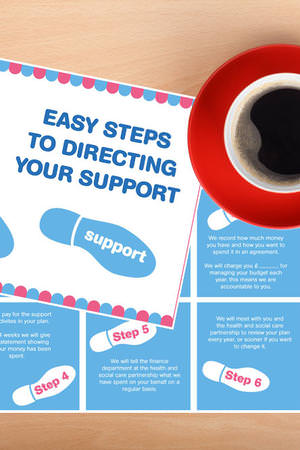 EASY STEPS
TO DIRECTING
YOUR SUPPORT
support
We record how much money
you have and how you want to
spend it in an agreement.
We will charge you £
for
managing your budget each
year. this means we are
accountable to you.
pay for the support
in your plan.
4 weeks we will give
statement showing
our money has been
spent.
Step 4
Step 5
We will tell the finance
department at the health and
social care partnership what we
have spent on your behalf on a
regular basis.
We will meet with you and
the health and social care
partnership to review your plan
every year, or sooner if you want
to change it.
Step 6